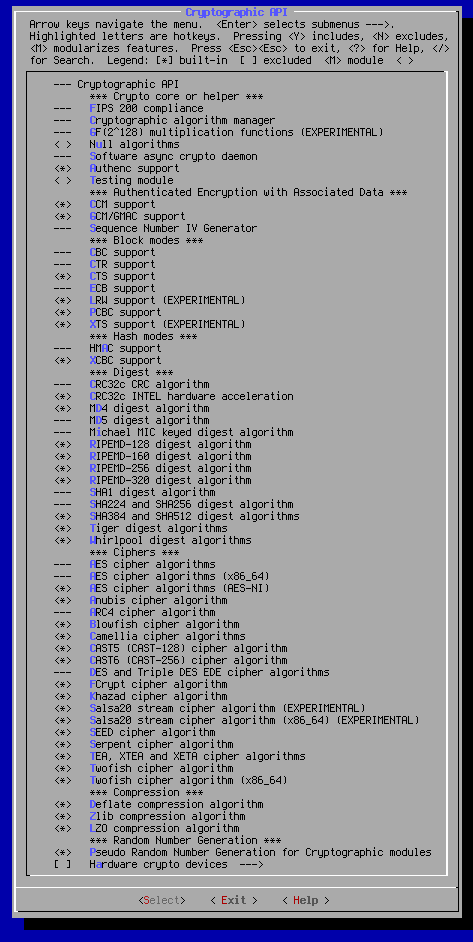 Cryptographic API
Arrow keys navigate the menu.  <Enter> selects submenus --->.
Highlighted letters are hotkeys.  Pressing <Y> includes, <N> excludes,
<M> modularizes features.  Press <Esc><Esc> to exit, <?> for Help, </>
for Search.  Legend: [*] built-in  [ ] excluded  <M> module  < >
--- Cryptographic API
*** Crypto core or helper ***
--- FIPS 200 compliance
--- Cryptographic algorithm manager
--- GF(2^128) multiplication functions (EXPERIMENTAL)
< > Null algorithms
--- Software async crypto daemon
<*> Authenc support
< > Testing module
*** Authenticated Encryption with Associated Data ***
<*> CCM support
<*> GCM/GMAC support
--- Sequence Number IV Generator
*** Block modes ***
--- CBC support
--- CTR support
<*> CTS support
--- ECB support
<*> LRW support (EXPERIMENTAL)
<*> PCBC support
<*> XTS support (EXPERIMENTAL)
*** Hash modes ***
--- HMAC support
<*> XCBC support
*** Digest ***
--- CRC32c CRC algorithm
<*> CRC32c INTEL hardware acceleration
<*> MD4 digest algorithm
--- MD5 digest algorithm
--- Michael MIC keyed digest algorithm
<*> RIPEMD-128 digest algorithm
<*> RIPEMD-160 digest algorithm
<*> RIPEMD-256 digest algorithm
<*> RIPEMD-320 digest algorithm
--- SHA1 digest algorithm
--- SHA224 and SHA256 digest algorithm
<*> SHA384 and SHA512 digest algorithms
<*> Tiger digest algorithms
<*> Whirlpool digest algorithms
*** Ciphers ***
--- AES cipher algorithms
--- AES cipher algorithms (x86_64)
<*> AES cipher algorithms (AES-NI)
<*> Anubis cipher algorithm
--- ARC4 cipher algorithm
<*> Blowfish cipher algorithm
<*> Camellia cipher algorithms
<*> CAST5 (CAST-128) cipher algorithm
<*> CAST6 (CAST-256) cipher algorithm
--- DES and Triple DES EDE cipher algorithms
<*> FCrypt cipher algorithm
<*> Khazad cipher algorithm
<*> Salsa20 stream cipher algorithm (EXPERIMENTAL)
<*> Salsa20 stream cipher algorithm (x86_64) (EXPERIMENTAL)
<*> SEED cipher algorithm
<*> Serpent cipher algorithm
<*> TEA, XTEA and XETA cipher algorithms
<*> Twofish cipher algorithm
<*> Twofish cipher algorithm (x86_64)
*** Compression ***
<*> Deflate compression algorithm
<*> Zlib compression algorithm
<*> LZO compression algorithm
*** Random Number Generation ***
<*> Pseudo Random Number Generation for Cryptographic modules
[ ] Hardware crypto devices  --->
<Select>    < Exit >    < Help >